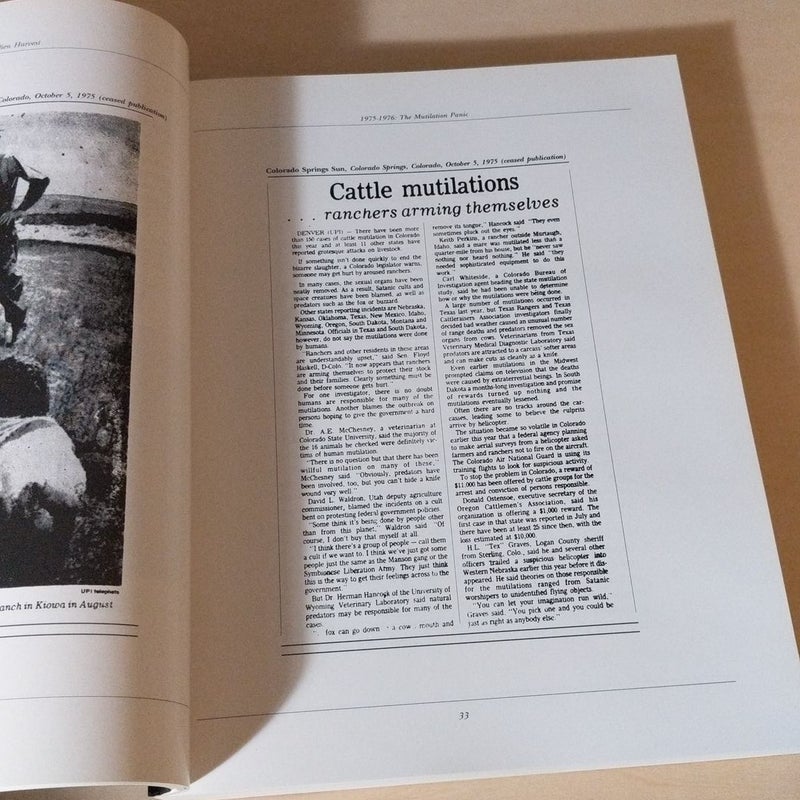 ien Harvest
Colorado, October 5, 1975 (ceased publication)
UPI telephoto
anch in Kiowa in August
1975-1976: The Mutilation Panic
Colorado Springs Sun, Colorado Springs, Colorado, October 5, 1975 (ceased publication)
Cattle mutilations
. . . ranchers arming themselves
DENVER (UPI) — There have been more
than 150 cases of cattle mutilation in Colorado
this year and at least 11 other states have
reported grotesque attacks on livestock.
If something isn't done quickly to end the
bizarre slaughter, a Colorado legislator warns,
someone may get hurt by aroused ranchers.
In many cases, the sexual organs have been
neatly removed. As a result, Satanic cults and
space creatures have been blamed, as well as
predators such as the fox or buzzard.
Other states reporting incidents are Nebraska,
Kansas, Oklahoma, Texas, New Mexico, Idaho,
Wyoming, Oregon, South Dakota, Montana and
Minnesota. Officials in Texas and South Dakota,
however, do not say the mutilations were done
by humans.
"Ranchers and other residents in these areas
are understandably upset," said Sen. Floyd
Haskell, D-Colo. "It now appears that ranchers
are arming themselves to protect their stock
and their families. Clearly something must be
done before someone gets hurt."
For one investigator, there is no doubt
humans are responsible for many of the
mutilations. Another blames the outbreak on
persons hoping to give the government a hard
time.
Dr. A.E. McChesney, a veterinarian at
Colorado State University, said the majority of
the 16 animals he checked were definitely vic-
tims of human mutilation.
"There is no question but that there has been
willful mutilation on many of these,"
McChesney said. "Obviously, predators have
been involved, too, but you can't hide a knife
wound very well."
David L. Waldron, Utah deputy agriculture
commissioner, blamed the incidents on a cult
bent on protesting federal government policies.
"Some think it's being done by people other
than from this planet," Waldron said. "Of
course, I don't buy that myself at all.
"I think there's a group of people — call them
a cult if we want to. I think we've just got some
people just the same as the Manson gang or the
Symbionese Liberation Army. They just think
this is the way to get their feelings across to the
government."
But Dr. Herman Hancock of the University of
Wyoming Veterinary Laboratory said natural
predators may be responsible for many of the
cases.
fox can go down a cow mouth and
remove its tongue," Hancock said. "They even
sometimes pluck out the eyes."
Keith Perkins, a rancher outside Murtaugh,
Idaho, said a mare was mutilated less than a
quarter-mile from his house, but he "never saw
nothing nor heard nothing." He said "they
needed sophisticated equipment to do this
work."
Carl Whiteside, a Colorado Bureau of
Investigation agent heading the state mutilation
study, said he had been unable to determine
how or why the mutilations were being done.
A large number of mutilations occurred in
Texas last year, but Texas Rangers and Texas
Cattleraisers Association investigators finally
decided bad weather caused an unusual number
of range deaths and predators removed the sex
organs from cows. Veterinarians from Texas
Veterinary Medical Diagnostic Laboratory said
predators are attracted to a carcass' softer areas
and can make cuts as cleanly as a knife.
Even earlier mutilations in the Midwest
prompted claims on television that the deaths
were caused by extraterrestrial beings. In South
Dakota a months-long investigation and promise
of rewards turned up nothing and the
mutilations eventually lessened.
Often there are no tracks around the car-
casses, leading some to believe the culprits
arrive by helicopter.
The situation became so volatile in Colorado
earlier this year that a federal agency planning
to make aerial surveys from a helicopter asked
farmers and ranchers not to fire on the aircraft.
The Colorado Air National Guard is using its
training flights to look for suspicious activity.
To stop the problem in Colorado, a reward of
$11,000 has been offered by cattle groups for the
arrest and conviction of persons responsible.
Donald Ostensoe, executive secretary of the
Oregon Cattlemen's Association, said his
organization is offering a $1,000 reward. The
first case in that state was reported in July and
there have been at least 25 since then, with the
loss estimated at $10,000.
H.L. "Tex" Graves, Logan County sheriff
from Sterling, Colo., said he and several other
officers trailed a suspicious helicopter into
Western Nebraska earlier this year before it dis-
appeared. He said theories on those responsible
for the mutilations ranged from Satanic
worshipers to unidentified flying objects.
"You can let your imagination run wild,"
Graves said. "You pick one and you could be
just as right as anybody else."
33